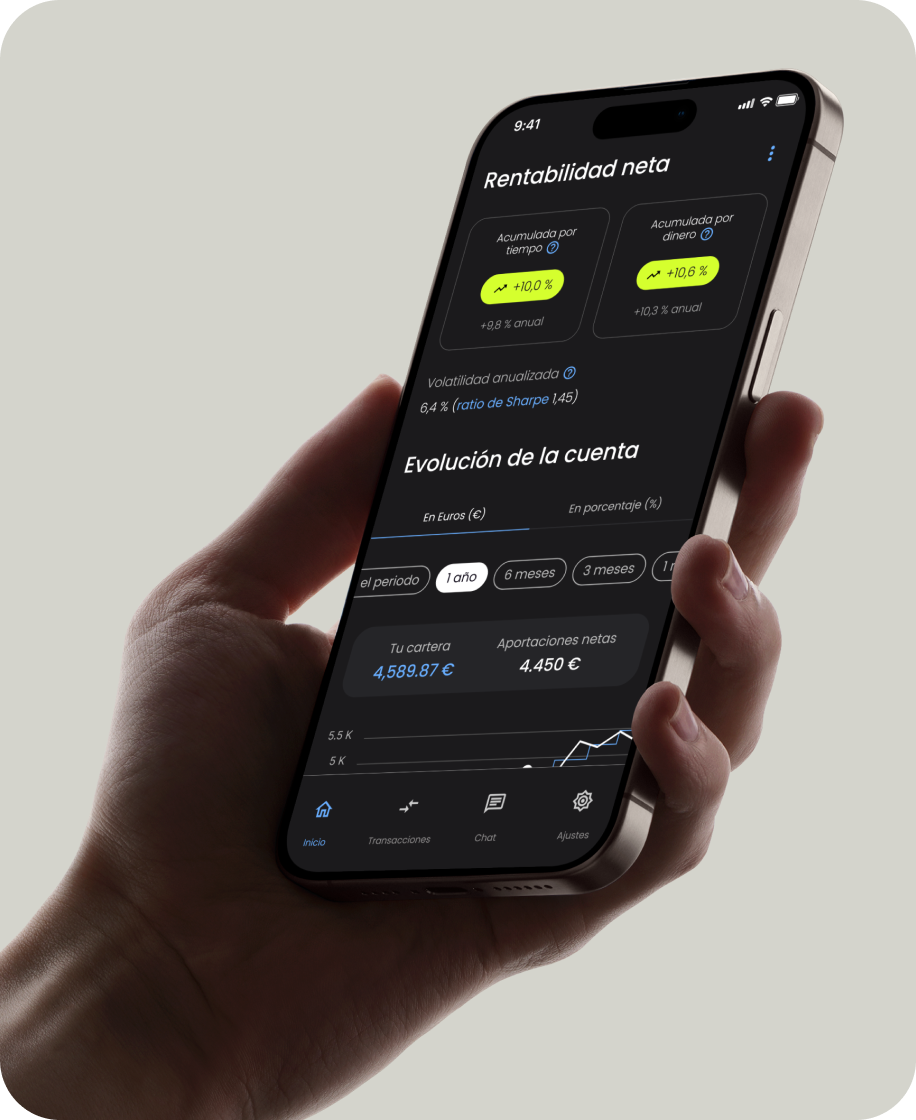 9:41
Rentabilidad neta
Acumulada por
tiempo
+10,0 %
+9,8 % anual
Acumulada por
dinero
+10,6 %
+10,3 % anual
Volatilidad anualizada
6,4 % (ratio de Sharpe 1,45)
Evolución de la cuenta
En Euros (€)
En porcentaje (%)
el periodo
1 año
6 meses
3 meses
1
Tu cartera
4,589.87 €
Aportaciones netas
4.450 €
5.5 K
5 K
Inicio
Transacciones
Chat
Ajustes